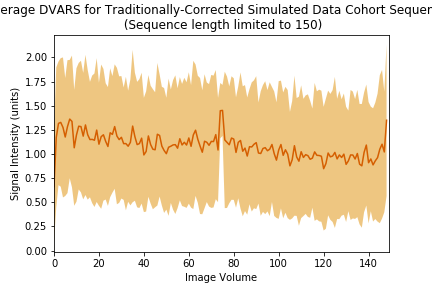 erage DVARS for Traditionally-Corrected Simulated Data Cohort Sequen
(Sequence length limited to 150)
2.00
1.75
1.50
1.25
1.00
0.75
0.50
0.25
0.00
Signal Intensity (units)
0 20 40 60 80 100 120 140
Image Volume